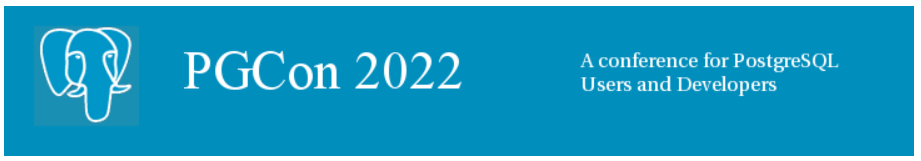 PGCon 2022
A conference for PostgreSQL
Users and Developers